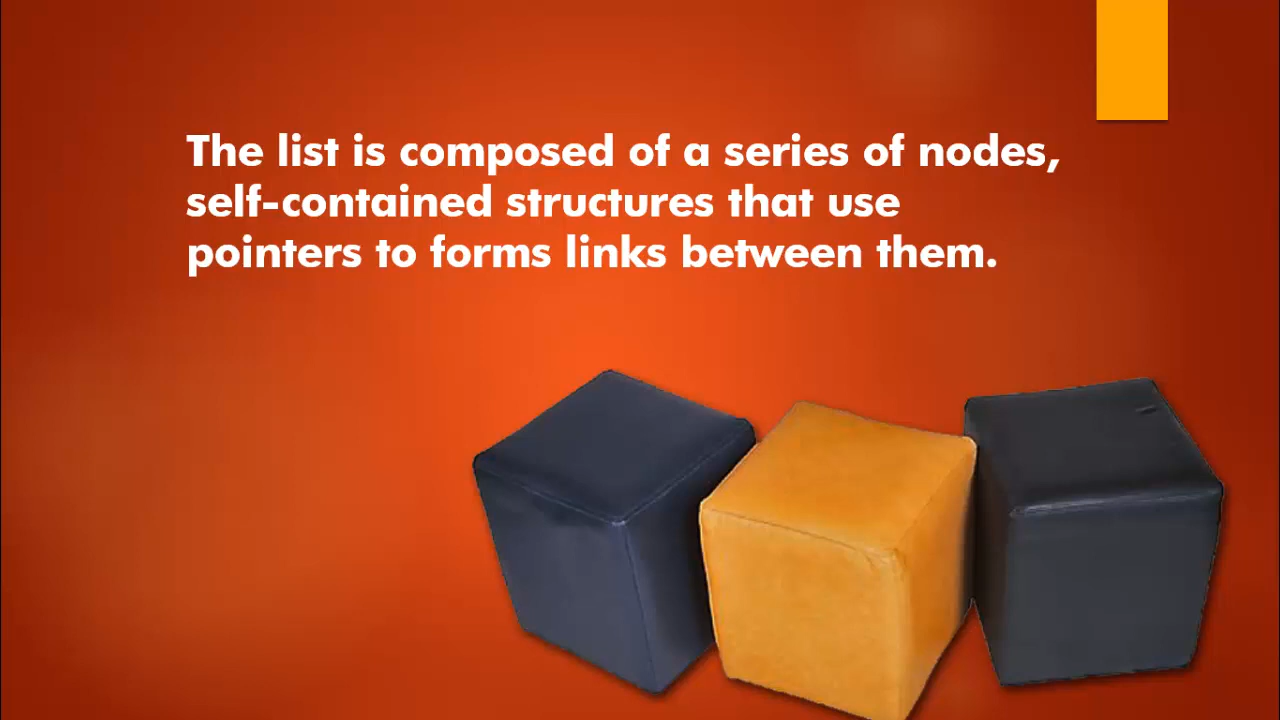 The list is composed of a series of nodes,
self-contained structures that use
pointers to forms links between them.